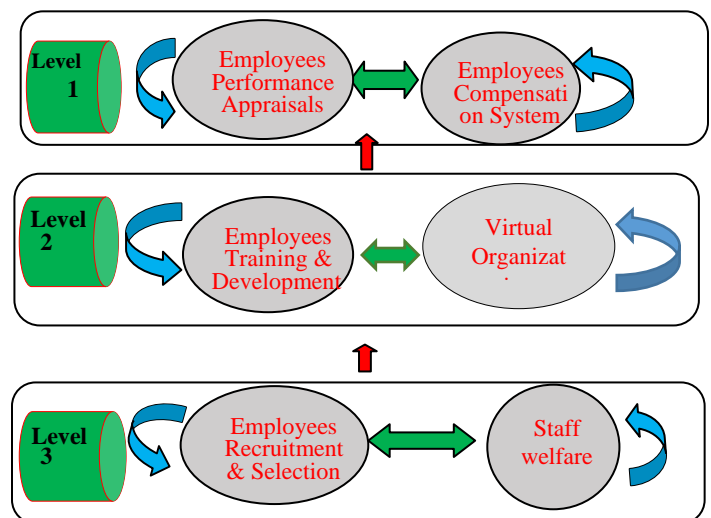 Level
1
Employees
Performance
Appraisals
Employees
Compensati
on System
Level
2
Employees
Training &
Development
Virtual
Organizat
Level
3
Employees
Recruitment
& Selection
Staff
welfare